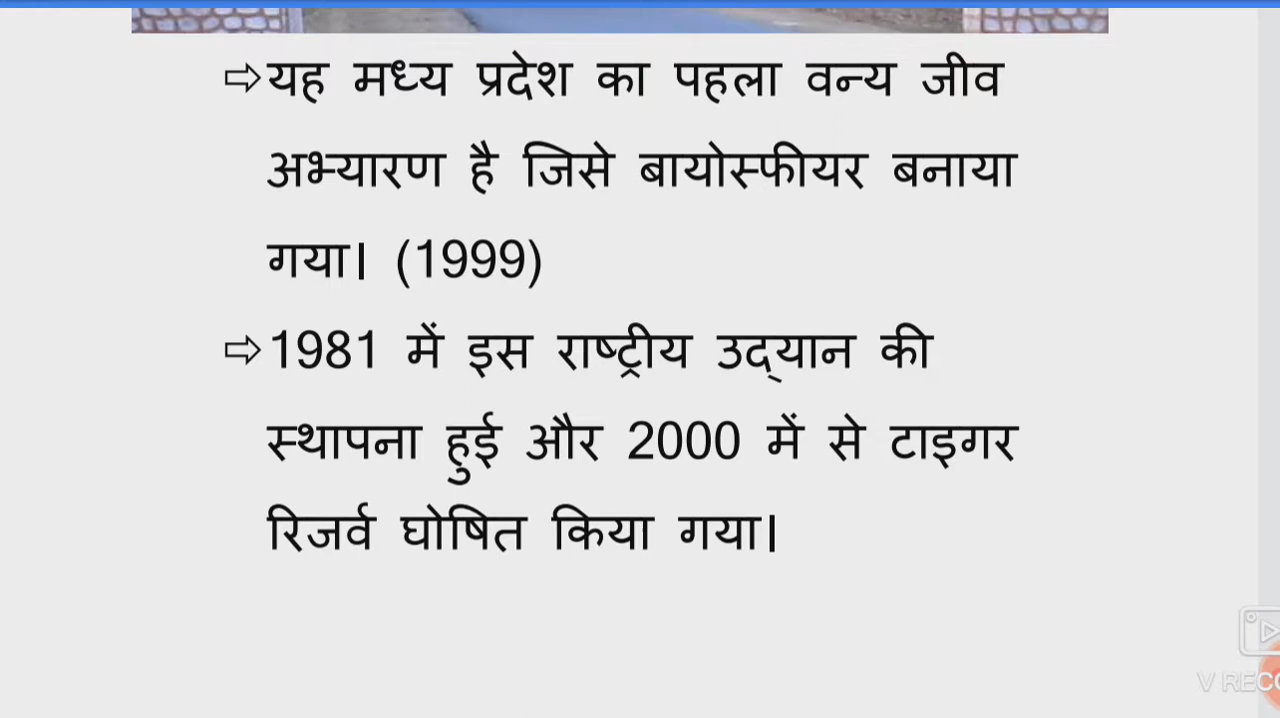 ⇨यह मध्य प्रदेश का पहला वन्य जीव
अभ्यारण है जिसे बायोस्फीयर बनाया
गया। (1999)
⇨1981 में इस राष्ट्रीय उद्‌यान की
स्थापना हुई और 2000 में से टाइगर
रिजर्व घोषित किया गया।
V RECO